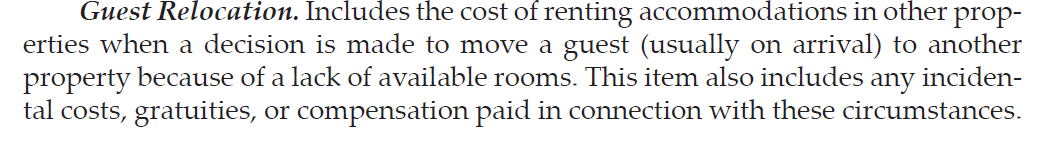 Guest Relocation. Includes the cost of renting accommodations in other prop-
erties when a decision is made to move a guest (usually on arrival) to another
property because of a lack of available rooms. This item also includes any inciden-
tal costs, gratuities, or compensation paid in connection with these circumstances.